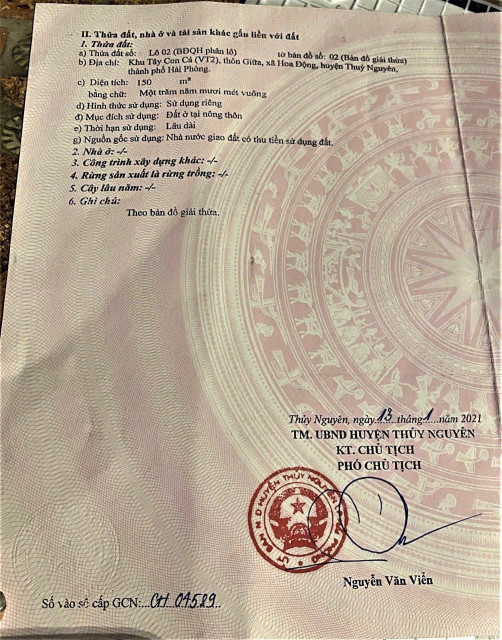 II. Thửa đất, nhà ở và tài sản khác gắn liền với đất
1. Thửa đất:
a) Thửa đất số: Lô 02 (BĐQH phân lô) tờ bản đồ số: 02 (Bản đồ giải thửa)
b) Địa chỉ: Khu Tây Con Cá (VT2), thôn Giữa, xã Hoa Động, huyện Thuỷ Nguyên,
thành phố Hải Phòng.
c) Diện tích: 150 m²
bằng chữ: Một trăm năm mươi mét vuông
d) Hình thức sử dụng: Sử dụng riêng
đ) Mục đích sử dụng: Đất ở tại nông thôn
e) Thời hạn sử dụng: Lâu dài
g) Nguồn gốc sử dụng: Nhà nước giao đất có thu tiền sử dụng đất.
2. Nhà ở: -/-
3. Công trình xây dựng khác: -/-
4. Rừng sản xuất là rừng trồng: -/-
5. Cây lâu năm: -/-
6. Ghi chú:
Theo bản đồ giải thửa.
Thủy Nguyên, ngày 13 tháng 1 năm 2021
TM. UBND HUYỆN THỦY NGUYÊN
KT. CHỦ TỊCH
PHÓ CHỦ TỊCH
Nguyễn Văn Viển
Số vào sổ cấp GCN: CH 04589